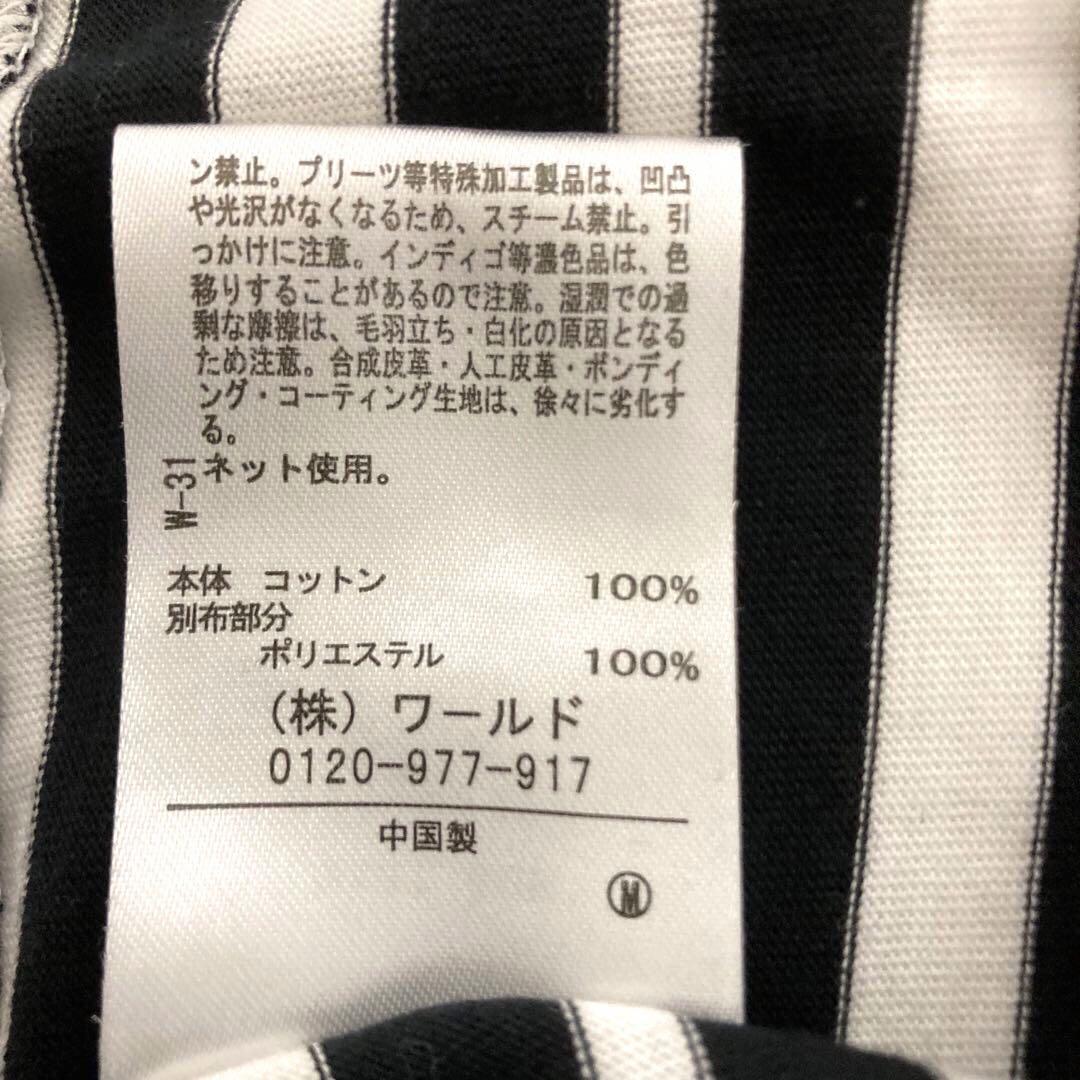 ン禁止。プリーツ等特殊加工製品は、凹凸
や光沢がなくなるため、スチーム禁止。引
っかけに注意。インディゴ等濃色品は、色
移りすることがあるので注意。湿潤での過
剰な摩擦は、毛羽立ち・白化の原因となる
ため注意。合成皮革・人工皮革・ボンディ
ング・コーティング生地は、徐々に劣化す
る。
W-31
ネット使用。
本体 コットン 100%
別布部分
ポリエステル 100%
(株) ワールド
0120-977-917
中国製
Ⓜ